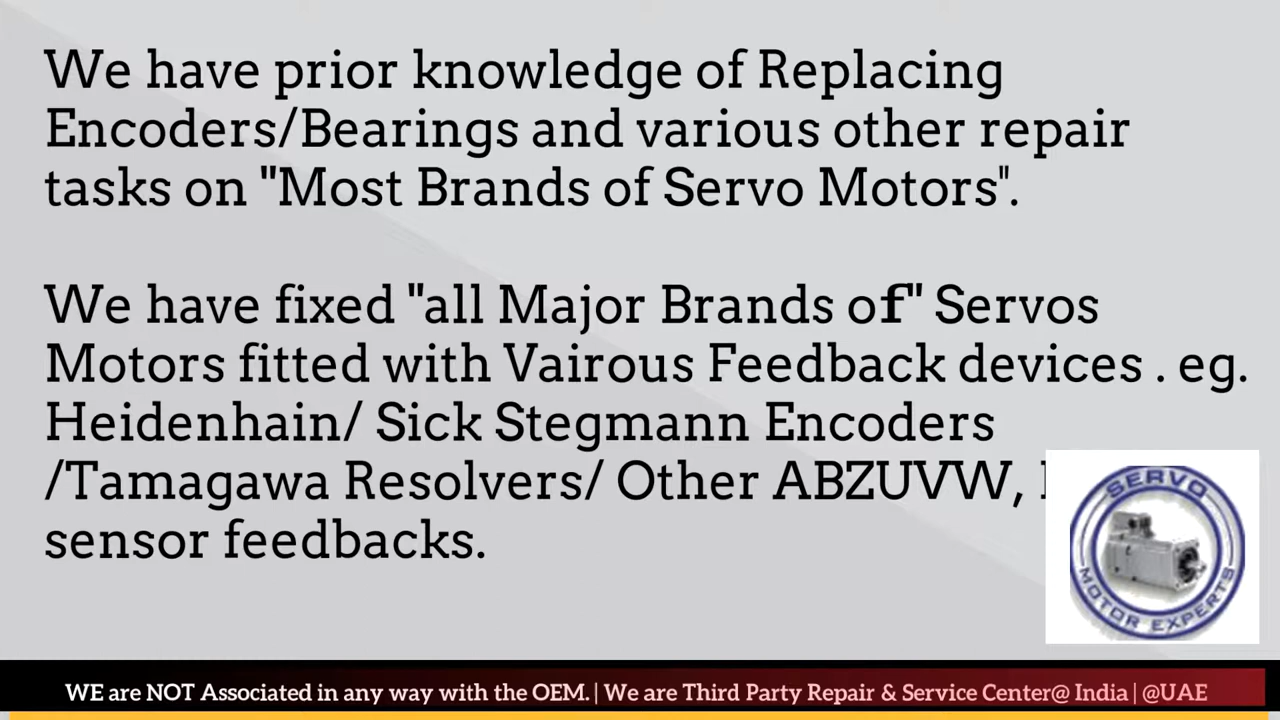 We have prior knowledge of Replacing
Encoders/Bearings and various other repair
tasks on "Most Brands of Servo Motors".
We have fixed "all Major Brands of" Servos
Motors fitted with Vairous Feedback devices . eg.
Heidenhain/ Sick Stegmann Encoders
/Tamagawa Resolvers/ Other ABZUVW,
sensor feedbacks.
SERVO
MOTOR EXPERTS
WE are NOT Associated in any way with the OEM. | We are Third Party Repair & Service Center@ India | @UAE